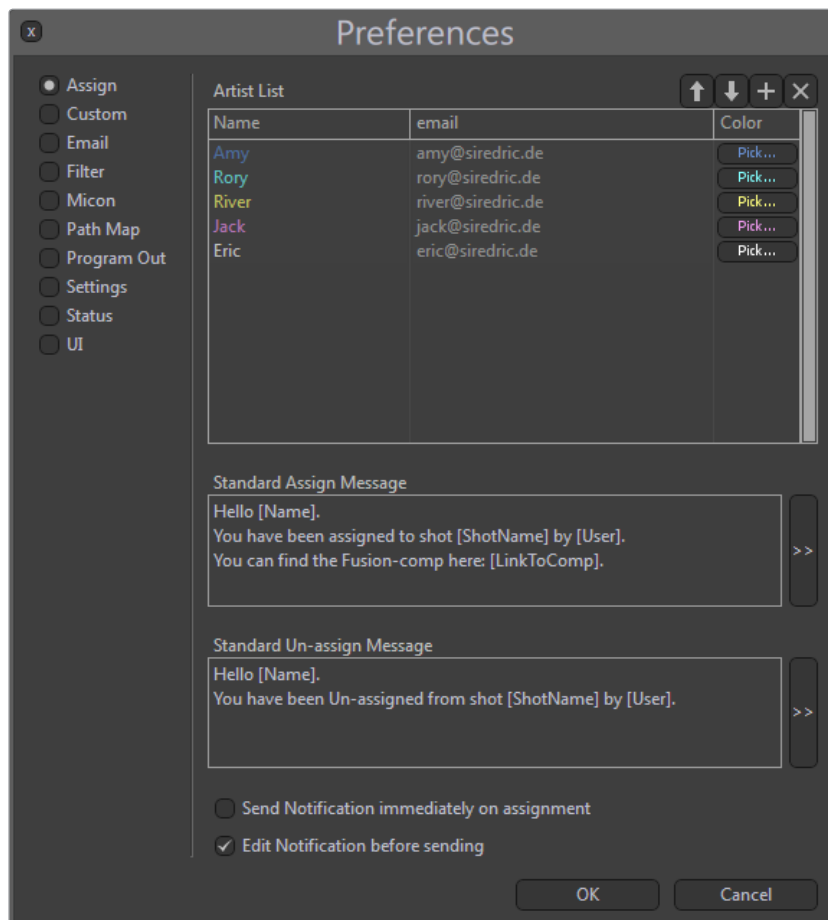 x
Preferences
Assign
Custom
Email
Filter
Micon
Path Map
Program Out
Settings
Status
UI
Artist List
Name email Color
Amy amy@siredric.de Pick...
Rory rory@siredric.de Pick...
River river@siredric.de Pick...
Jack jack@siredric.de Pick...
Eric eric@siredric.de Pick...
Standard Assign Message
Hello [Name].
You have been assigned to shot [ShotName] by [User].
You can find the Fusion-comp here: [LinkToComp].
>>
Standard Un-assign Message
Hello [Name].
You have been Un-assigned from shot [ShotName] by [User].
>>
Send Notification immediately on assignment
Edit Notification before sending
OK Cancel